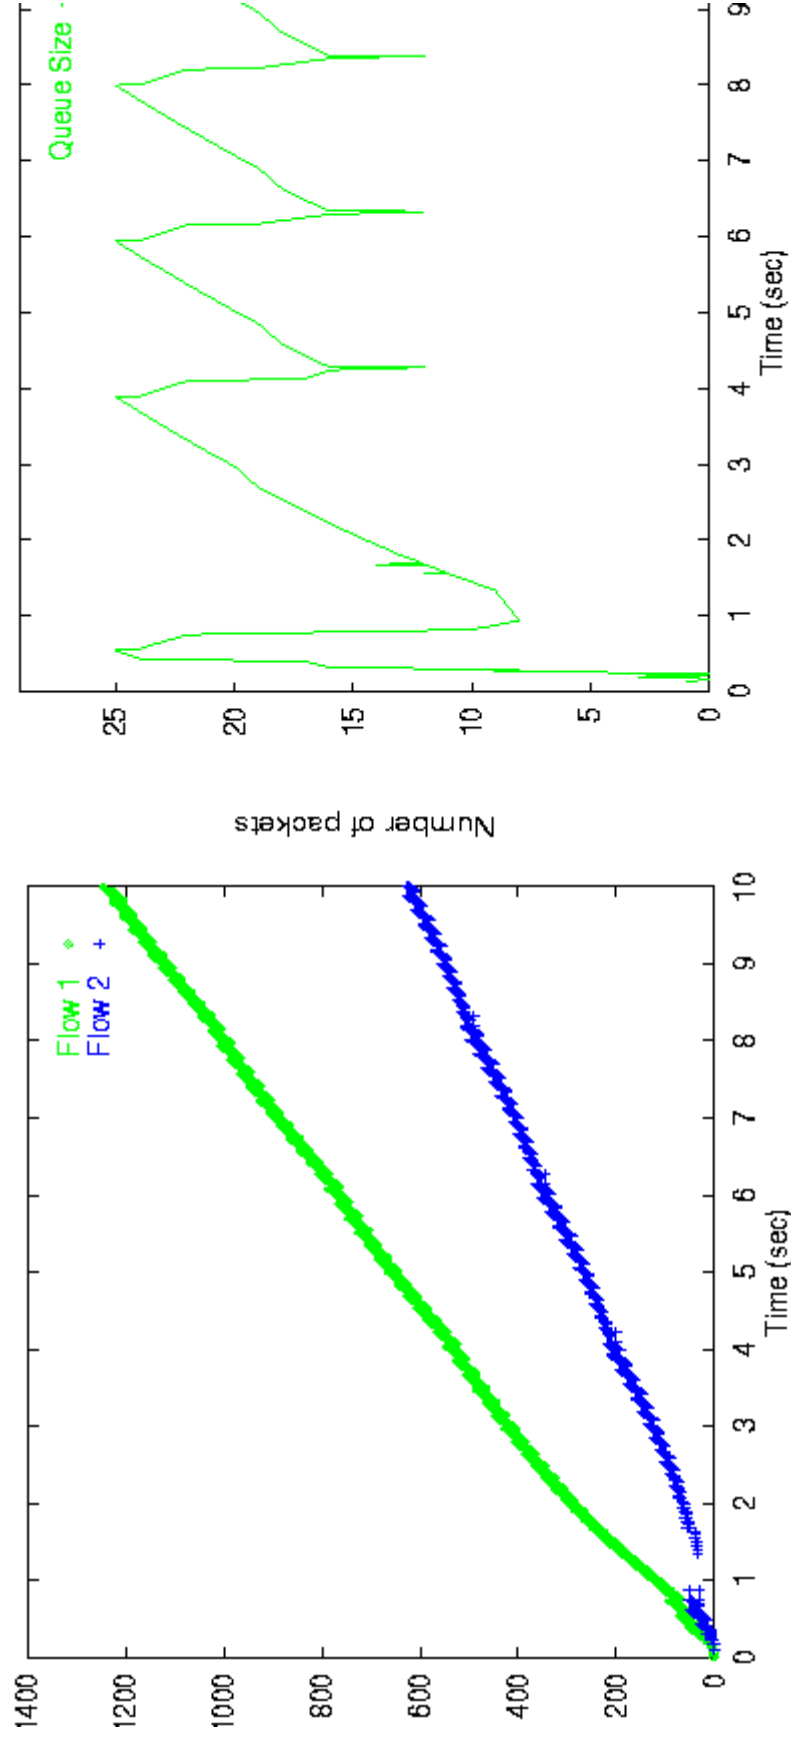 Flow 1
Flow 2
1400
1200
1000
800
600
400
200
0
0 1 2 3 4 5 6 7 8 9 10
Time (sec)
Number of packets
Queue Size -
25
20
15
10
5
0
0 1 2 3 4 5 6 7 8 9
Time (sec)